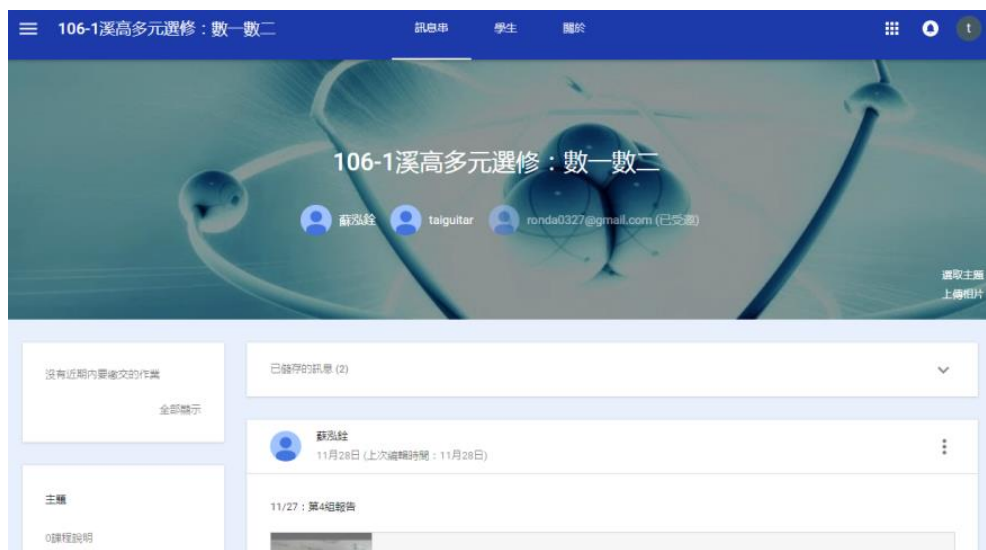 106-1溪高多元選修：數一數二
訊息串 學生 關於
t
106-1溪高多元選修：數一數二
蘇泓銓 taiguitar ronda0327@gmail.com (已受邀)
選取主題
上傳相片
沒有近期內要繳交的作業
全部顯示
已儲存的訊息 (2)
蘇泓銓
11月28日 (上次編輯時間：11月28日)
主題
0課程說明
11/27：第4組報告